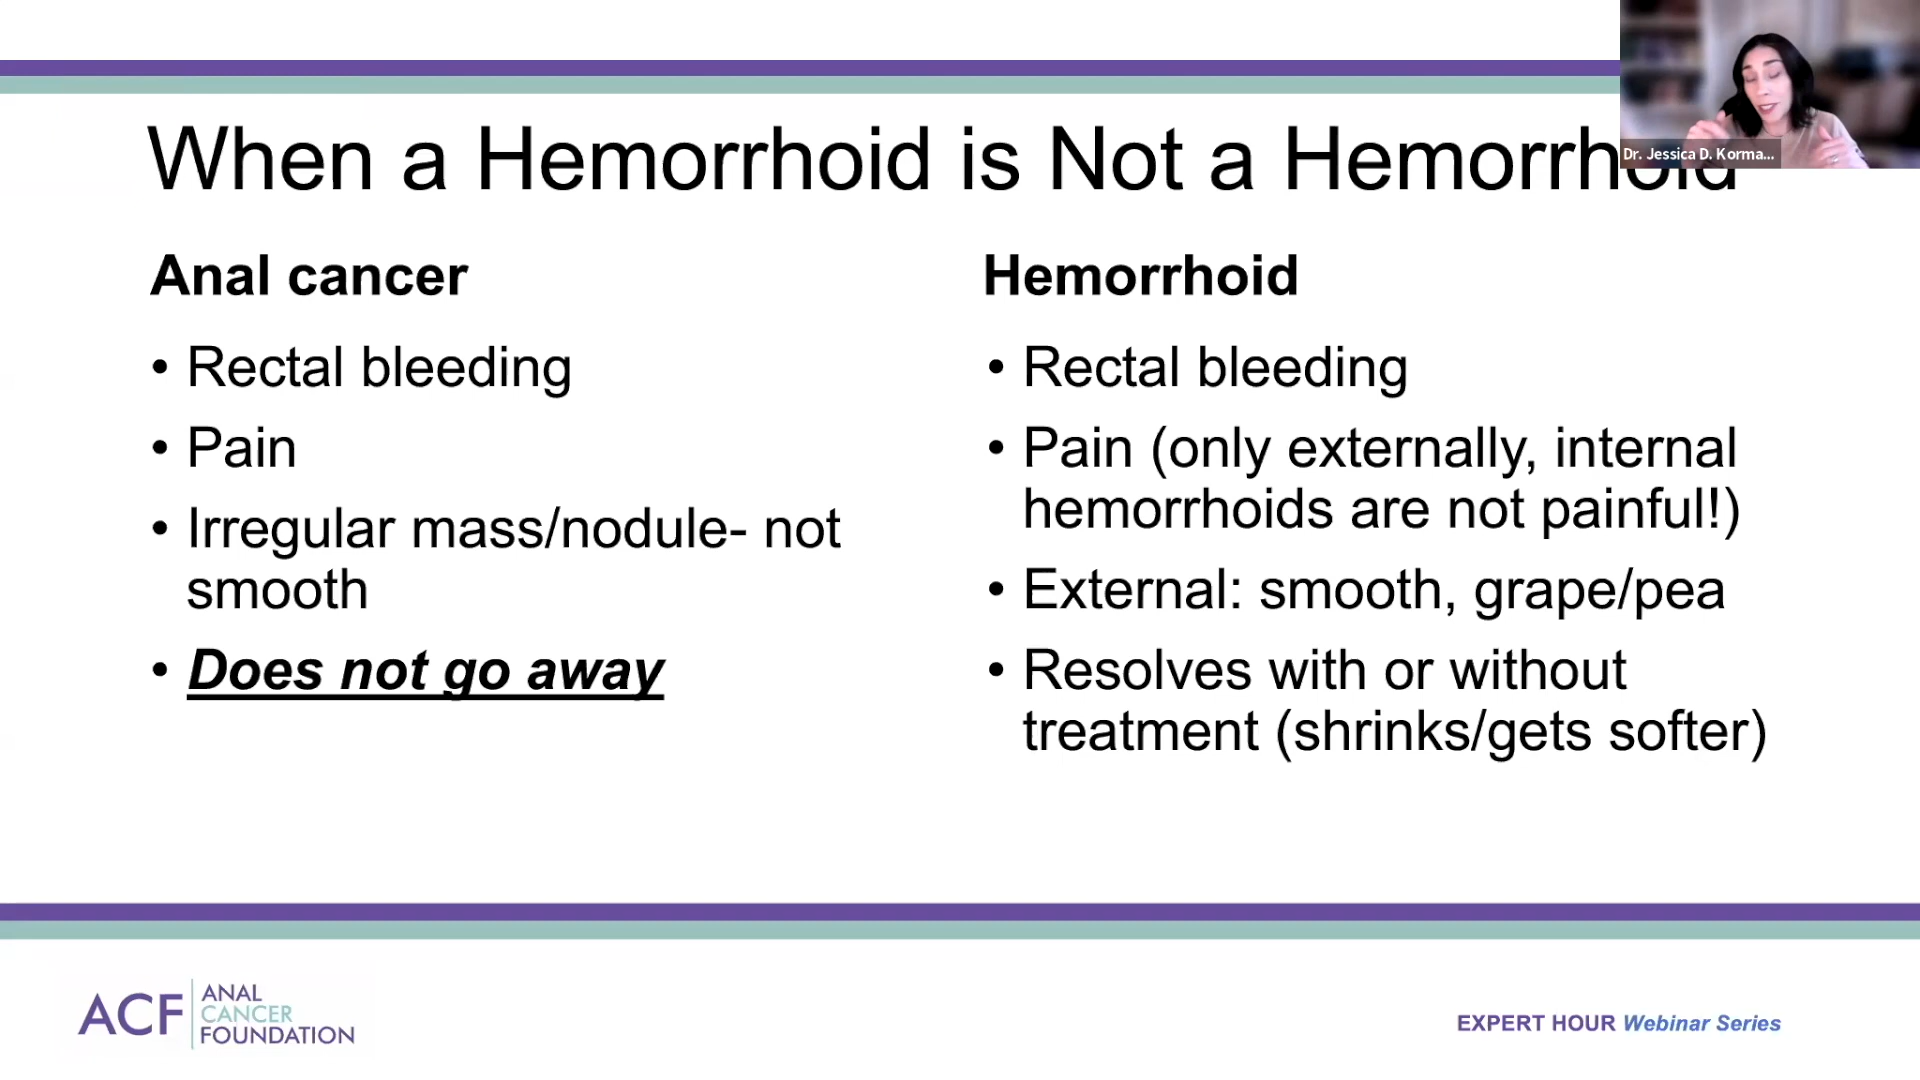 When a Hemorrhoid is Not a Hemorrhoid
Dr. Jessica D. Korma...
Anal cancer
• Rectal bleeding
• Pain
• Irregular mass/nodule- not
smooth
• Does not go away
Hemorrhoid
• Rectal bleeding
• Pain (only externally, internal
hemorrhoids are not painful!)
• External: smooth, grape/pea
• Resolves with or without
treatment (shrinks/gets softer)
ACF
ANAL
CANCER
FOUNDATION
EXPERT HOUR Webinar Series